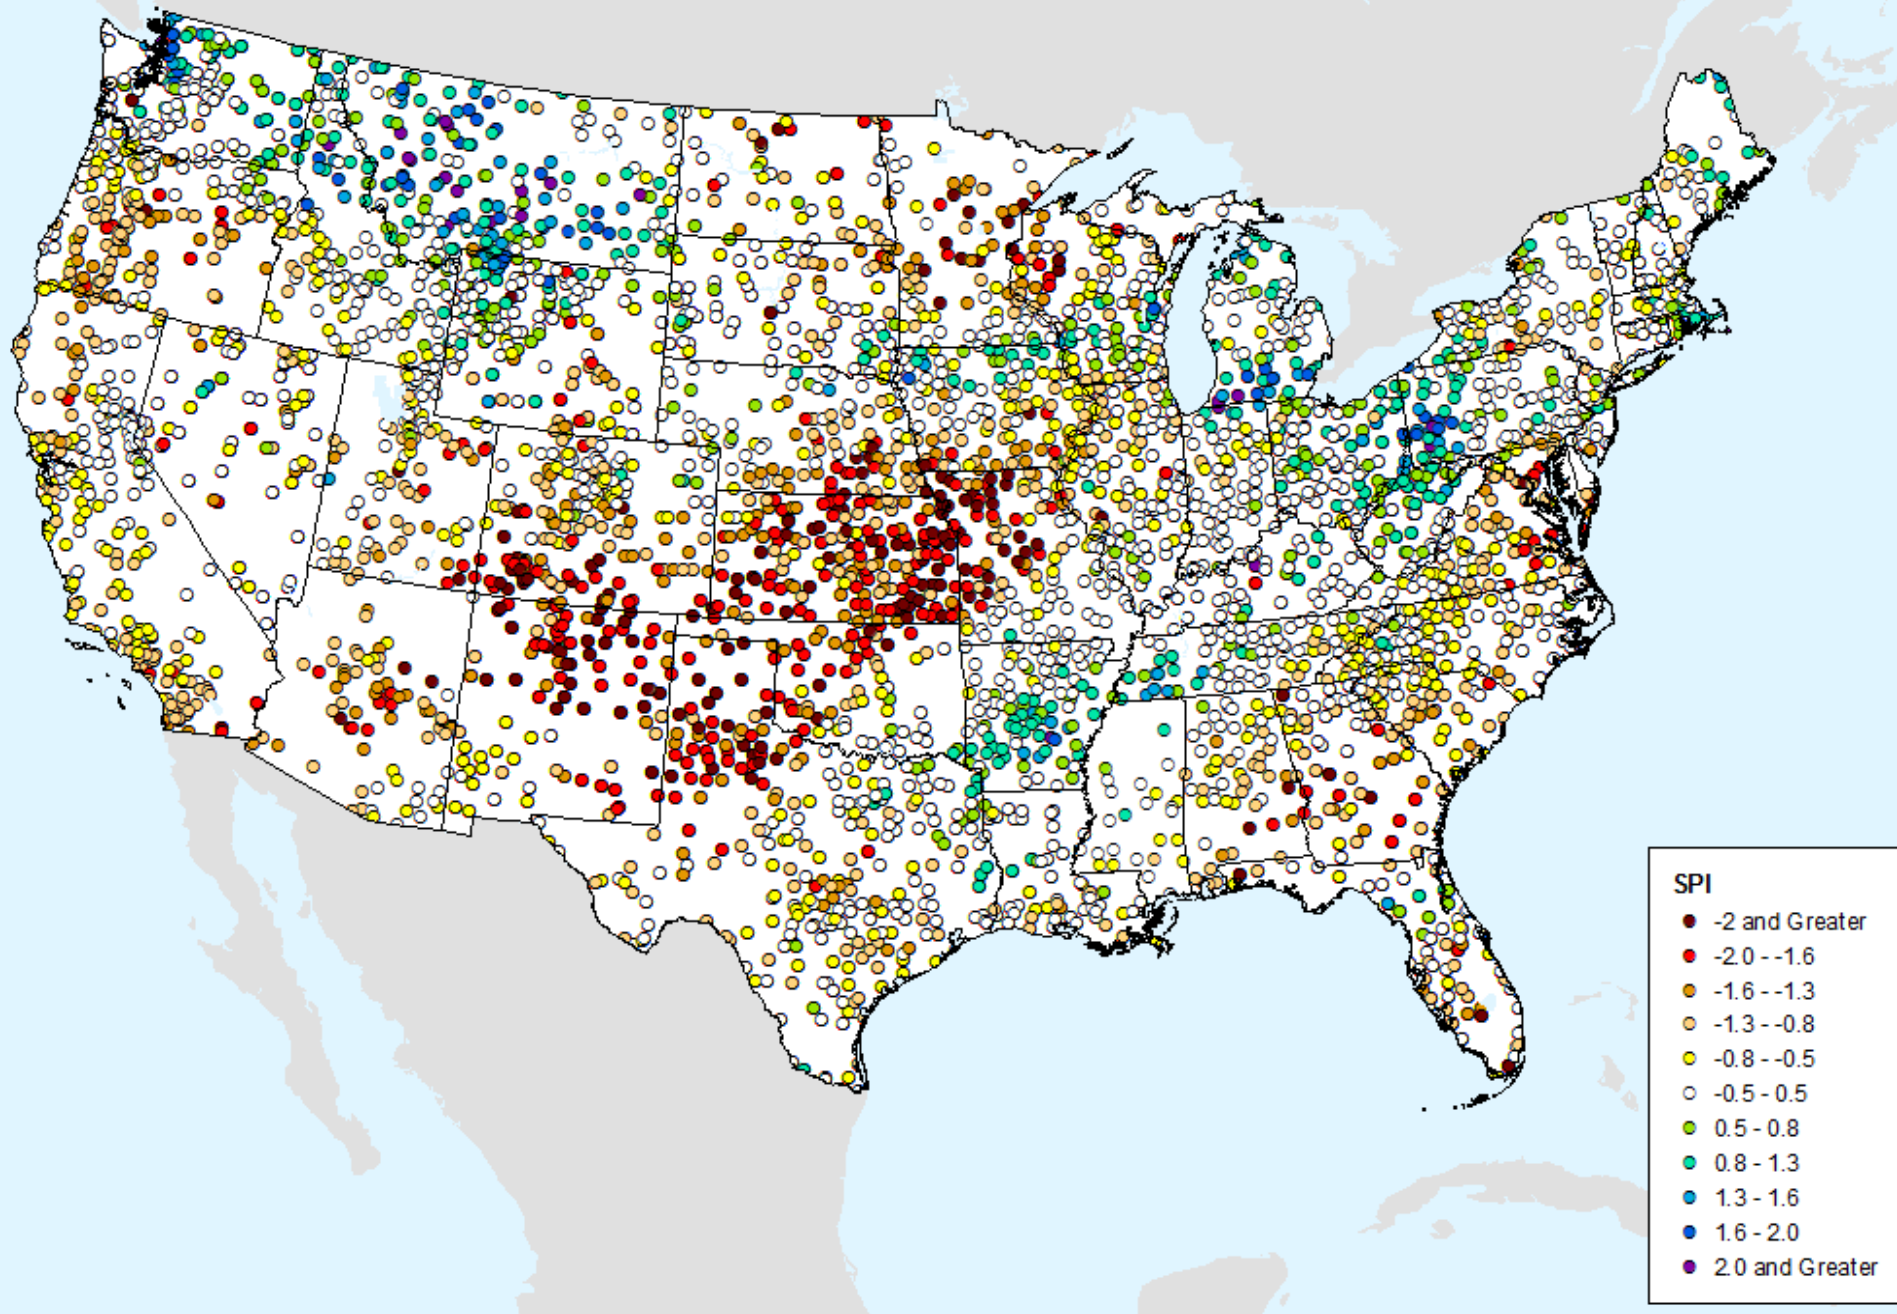 SPI
-2 and Greater
-2.0 - -1.6
-1.6 - -1.3
-1.3 - -0.8
-0.8 - -0.5
-0.5 - 0.5
0.5 - 0.8
0.8 - 1.3
1.3 - 1.6
1.6 - 2.0
2.0 and Greater